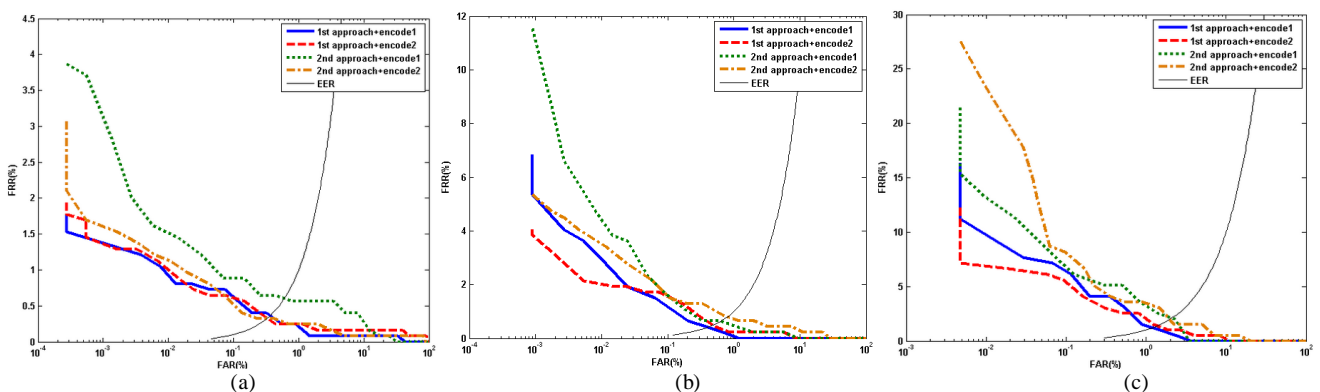 4.5
4
3.5
3
2.5
2
1.5
1
0.5
0
FRR(%)
1st approach+encode1
1st approach+encode2
2nd approach+encode1
2nd approach+encode2
EER
10^-4 10^-3 10^-2 10^-1 10^0 10^1 10^2
FAR(%)
(a)
12
10
8
6
4
2
0
FRR(%)
1st approach+encode1
1st approach+encode2
2nd approach+encode1
2nd approach+encode2
EER
10^-4 10^-3 10^-2 10^-1 10^0 10^1 10^2
FAR(%)
(b)
30
25
20
15
10
5
0
FRR(%)
1st approach+encode1
1st approach+encode2
2nd approach+encode1
2nd approach+encode2
EER
10^-3 10^-2 10^-1 10^0 10^1 10^2
FAR(%)
(c)